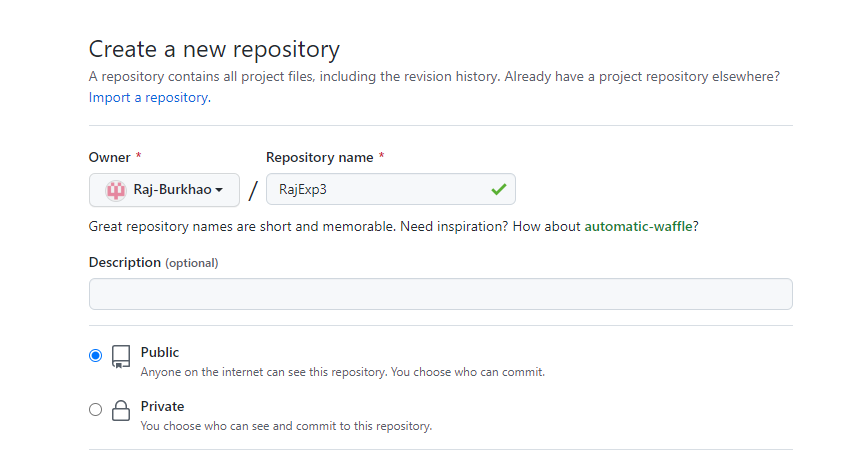 Create a new repository
A repository contains all project files, including the revision history. Already have a project repository elsewhere?
Import a repository.
Owner *
Repository name *
Raj-Burkhao
/
RajExp3
Great repository names are short and memorable. Need inspiration? How about automatic-waffle?
Description (optional)
Public
Anyone on the internet can see this repository. You choose who can commit.
Private
You choose who can see and commit to this repository.